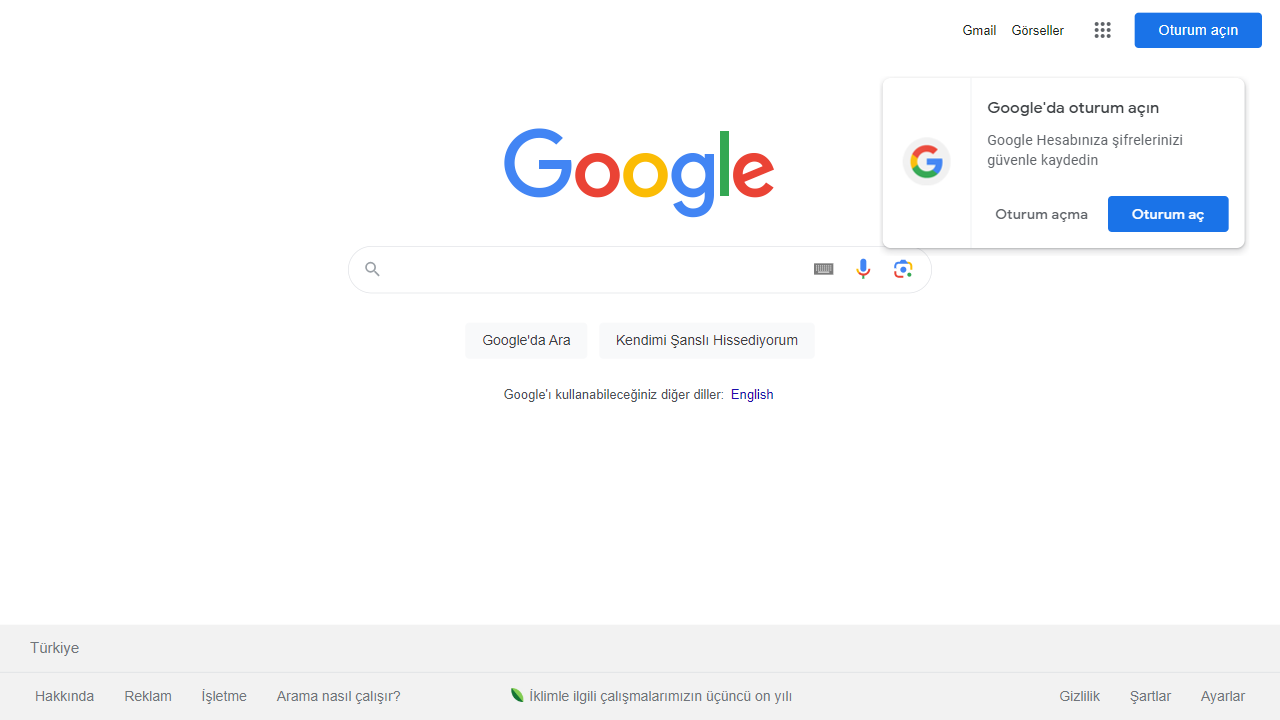 Gmail Görseller Oturum açın
Google'da oturum açın
Google Hesabınıza şifrelerinizi
güvenle kaydedin
Oturum açma Oturum aç
Google
Google'da Ara Kendimi Şanslı Hissediyorum
Google'ı kullanabileceğiniz diğer diller: English
Türkiye
Hakkında Reklam İşletme Arama nasıl çalışır? İklimle ilgili çalışmalarımızın üçüncü on yılı Gizlilik Şartlar Ayarlar